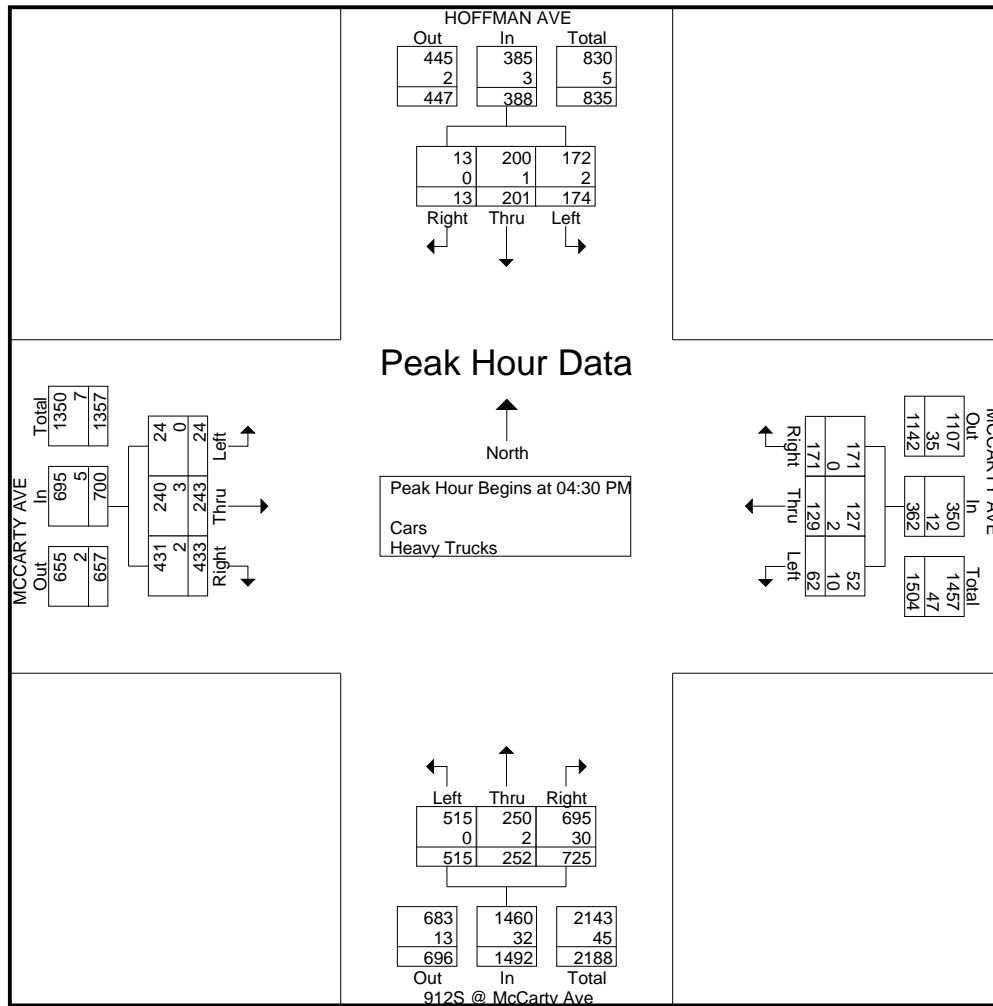 HOFFMAN AVE
Out In Total
445 385 830
2 3 5
447 388 835
13 200 172
0 1 2
13 201 174
Right Thru Left
Peak Hour Data
North
Peak Hour Begins at 04:30 PM
Cars
Heavy Trucks
MCCARTY AVE
Out In Total
655 695 1350
2 5 7
657 700 1357
Left Thru Right
24 240 431
0 3 2
24 243 433
MCCARTY AVE
Out In Total
1107 350 1457
35 12 47
1142 362 1504
Right Thru Left
171 127 52
0 2 10
171 129 62
Left Thru Right
515 250 695
0 2 30
515 252 725
683 1460 2143
13 32 45
696 1492 2188
Out In Total
912S @ McCarty Ave